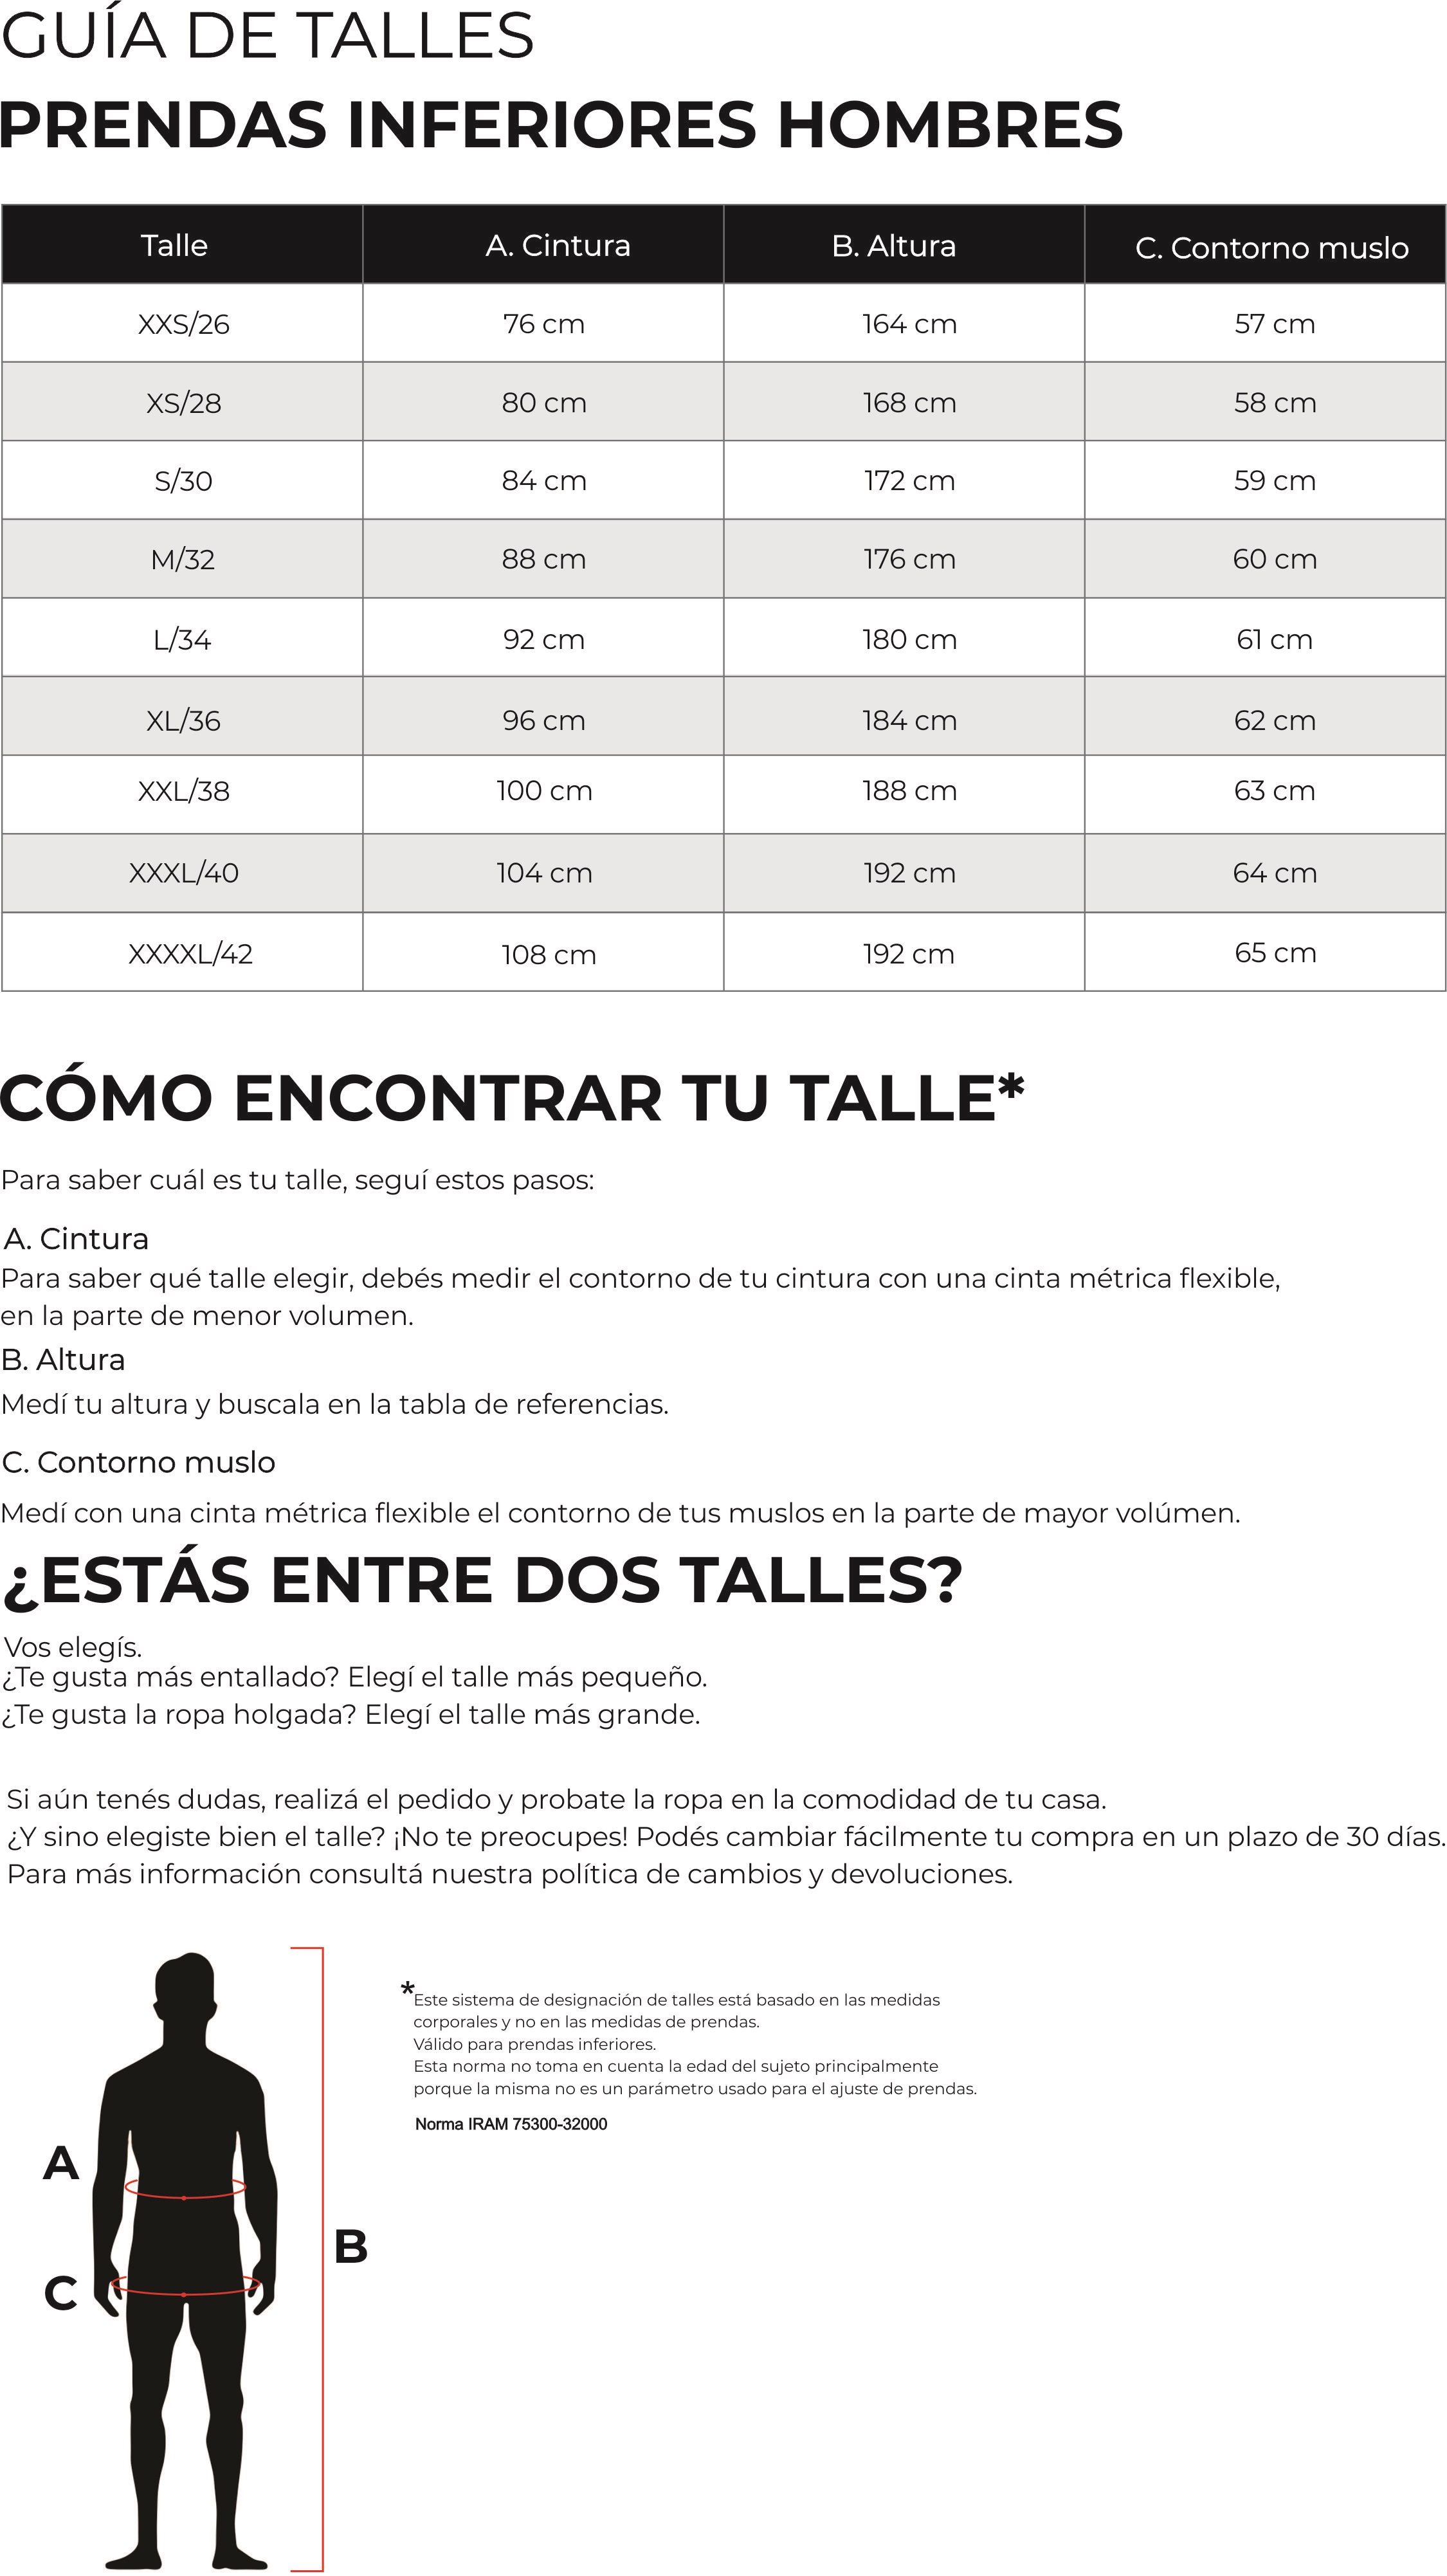 GUÍA DE TALLES
PRENDAS INFERIORES HOMBRES
Talle A. Cintura B. Altura C. Contorno muslo
XXS/26 76 cm 164 cm 57 cm
XS/28 80 cm 168 cm 58 cm
S/30 84 cm 172 cm 59 cm
M/32 88 cm 176 cm 60 cm
L/34 92 cm 180 cm 61 cm
XL/36 96 cm 184 cm 62 cm
XXL/38 100 cm 188 cm 63 cm
XXXL/40 104 cm 192 cm 64 cm
XXXXL/42 108 cm 192 cm 65 cm
CÓMO ENCONTRAR TU TALLE*
Para saber cuál es tu talle, seguí estos pasos:
A. Cintura
Para saber qué talle elegir, debés medir el contorno de tu cintura con una cinta métrica flexible,
en la parte de menor volumen.
B. Altura
Medí tu altura y buscala en la tabla de referencias.
C. Contorno muslo
Medí con una cinta métrica flexible el contorno de tus muslos en la parte de mayor volúmen.
¿ESTÁS ENTRE DOS TALLES?
Vos elegís.
¿Te gusta más entallado? Elegí el talle más pequeño.
¿Te gusta la ropa holgada? Elegí el talle más grande.
Si aún tenés dudas, realizá el pedido y probate la ropa en la comodidad de tu casa.
¿Y sino elegiste bien el talle? ¡No te preocupes! Podés cambiar fácilmente tu compra en un plazo de 30 días.
Para más información consultá nuestra política de cambios y devoluciones.
*Este sistema de designación de talles está basado en las medidas
corporales y no en las medidas de prendas.
Válido para prendas inferiores.
Esta norma no toma en cuenta la edad del sujeto principalmente
porque la misma no es un parámetro usado para el ajuste de prendas.
Norma IRAM 75300-32000
A
B
C